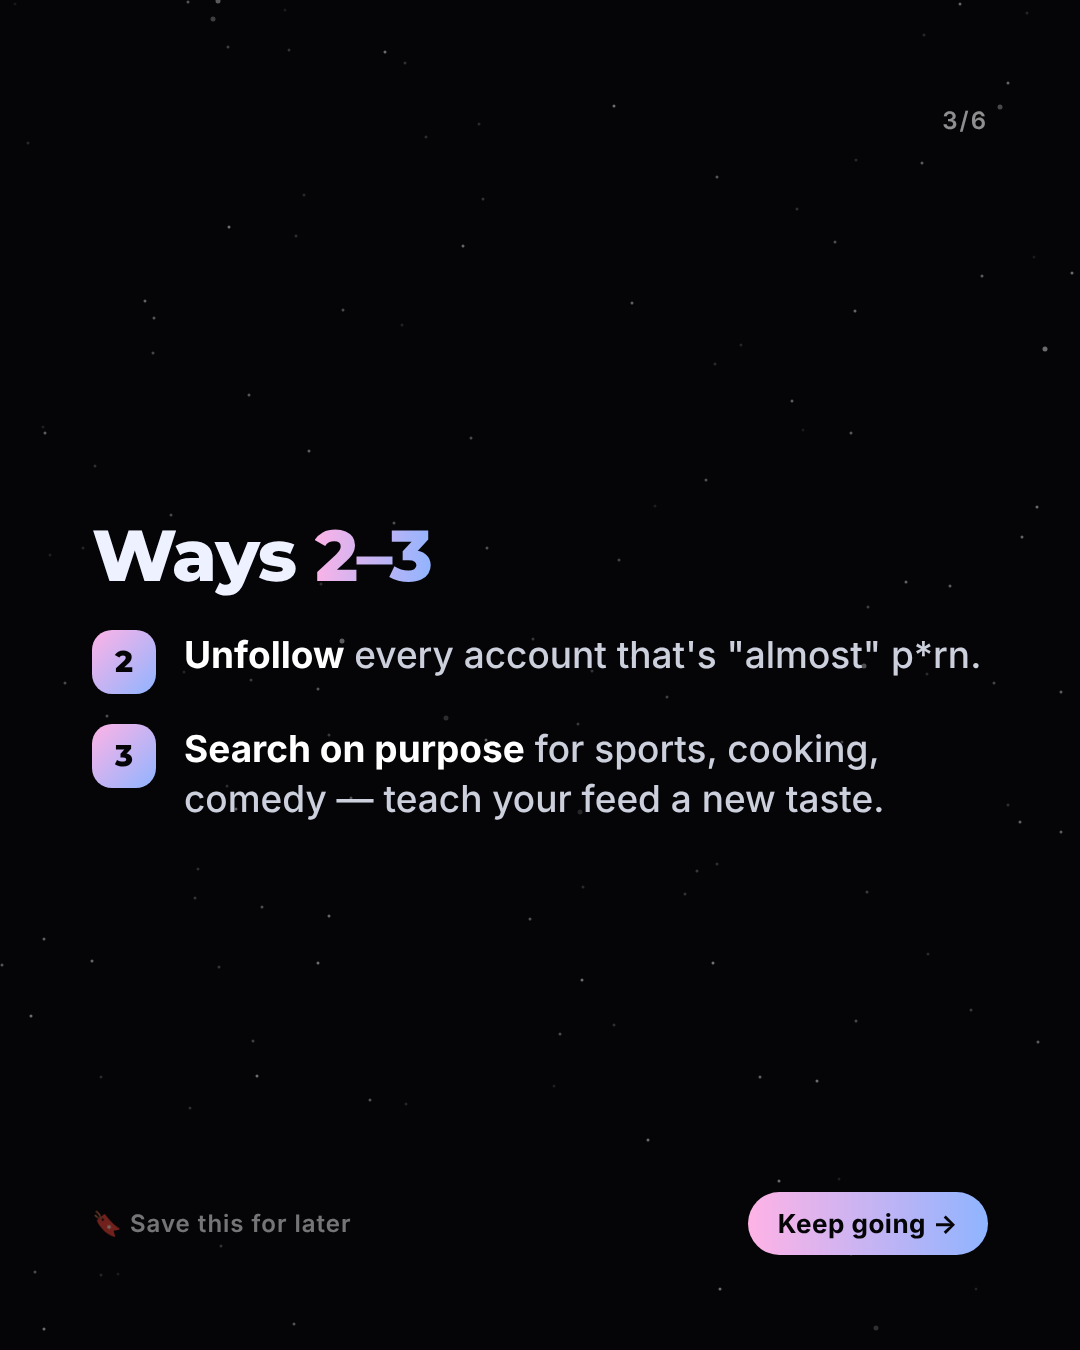 3/6
Ways 2–3
2 Unfollow every account that's "almost" p*rn.
3 Search on purpose for sports, cooking,
comedy — teach your feed a new taste.
🔖 Save this for later
Keep going →